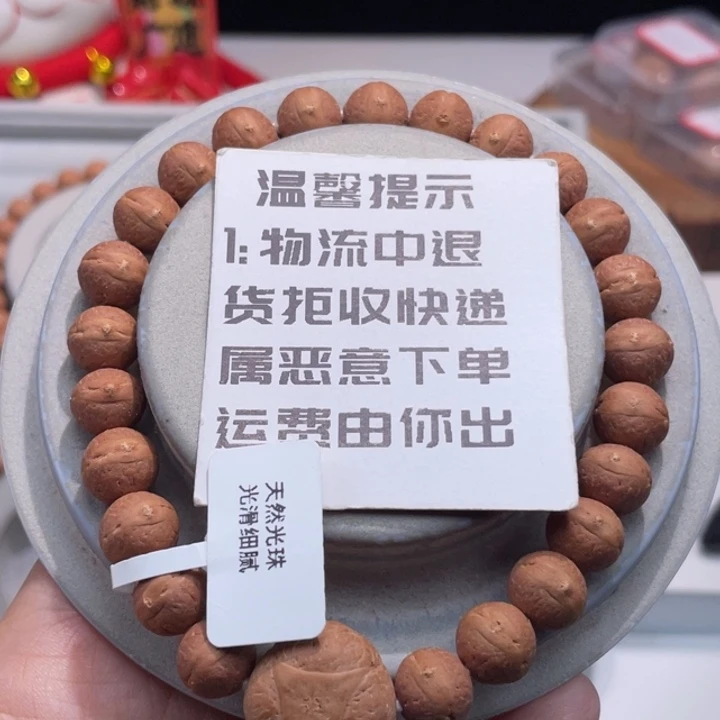 温馨提示
1:物流中退
货拒收快递
属恶意下单
运费由你出
天然光珠
光滑细腻